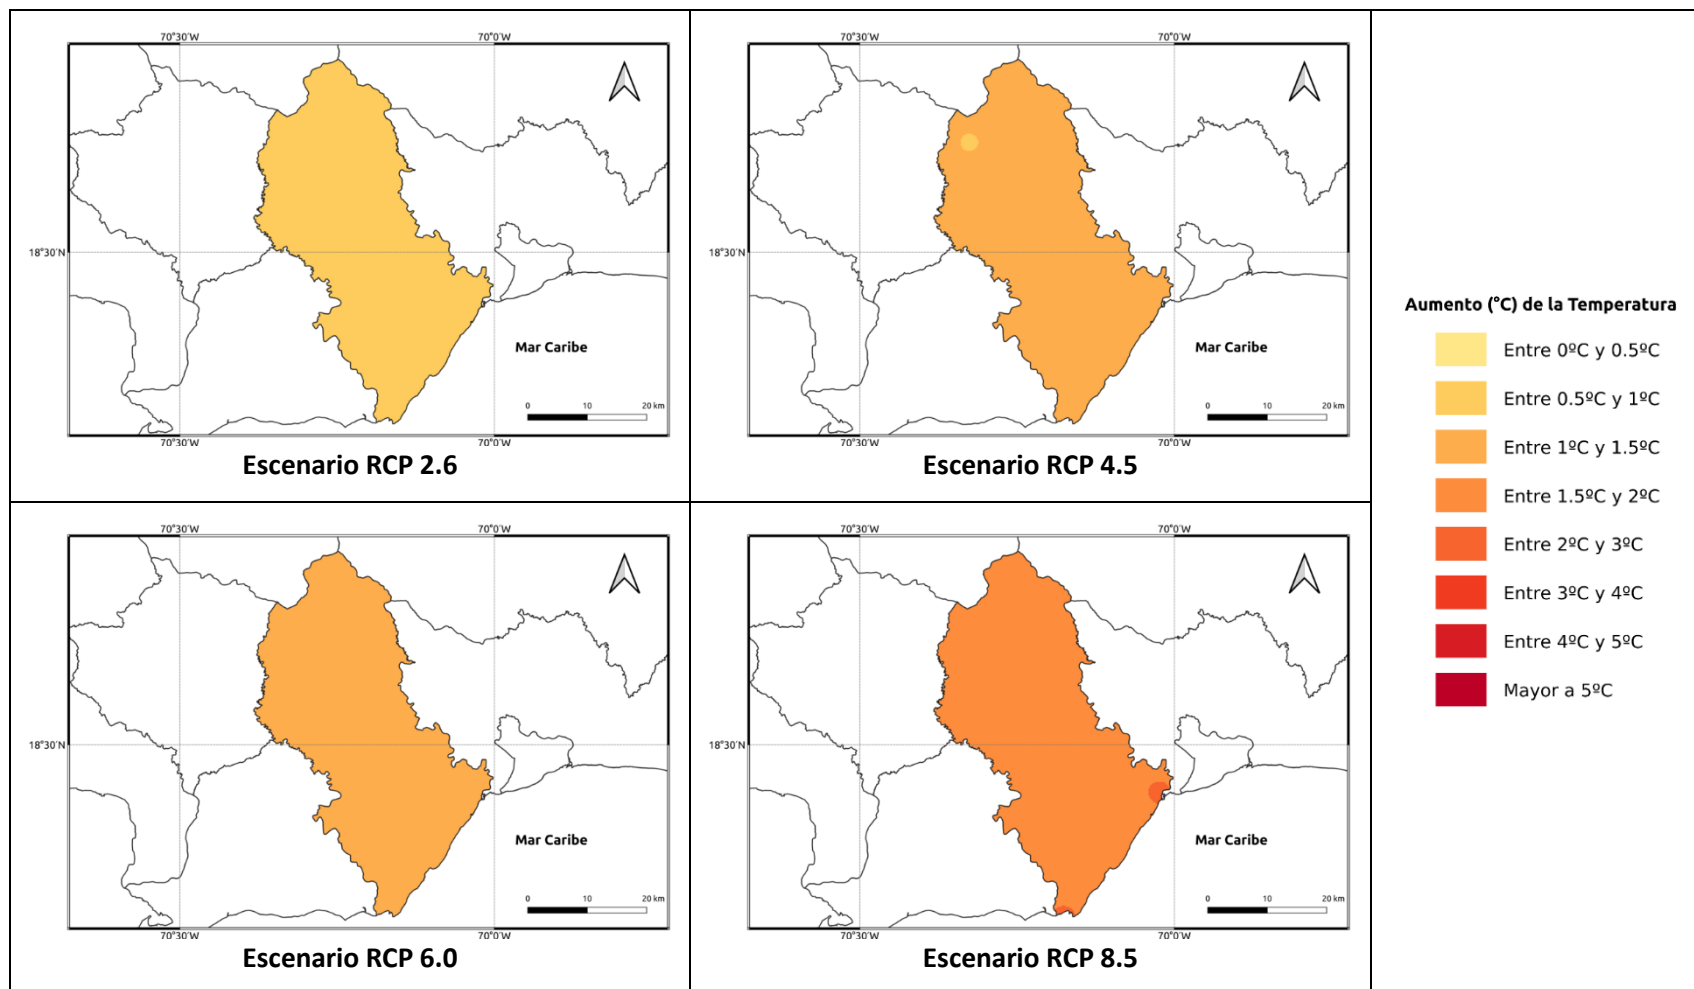 70°30'W
70°0'W
18°30'N
Mar Caribe
0
10
20 km
70°30'W
70°0'W
Escenario RCP 2.6
70°30'W
70°0'W
18°30'N
Mar Caribe
0
10
20 km
70°30'W
70°0'W
Escenario RCP 4.5
70°30'W
70°0'W
18°30'N
Mar Caribe
0
10
20 km
70°30'W
70°0'W
Escenario RCP 6.0
70°30'W
70°0'W
18°30'N
Mar Caribe
0
10
20 km
70°30'W
70°0'W
Escenario RCP 8.5
Aumento (°C) de la Temperatura
Entre 0ºC y 0.5ºC
Entre 0.5ºC y 1ºC
Entre 1ºC y 1.5ºC
Entre 1.5ºC y 2ºC
Entre 2ºC y 3ºC
Entre 3ºC y 4ºC
Entre 4ºC y 5ºC
Mayor a 5ºC